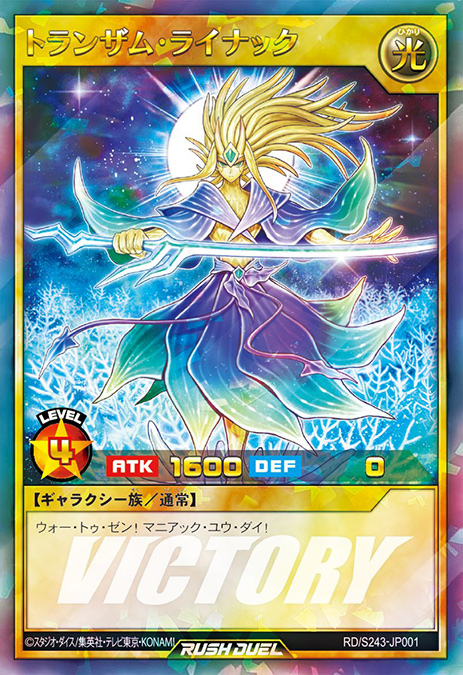 トランザム・ライナック
ひかり
光
LEVEL
4
ATK 1600 DEF 0
【ギャラクシー族／通常】
ウォー・トゥ・ゼン！マニアック・ユウ・ダイ！
VICTORY
©スタジオ・ダイス/集英社・テレビ東京・KONAMI
RUSH DUEL
RD/S243-JP001